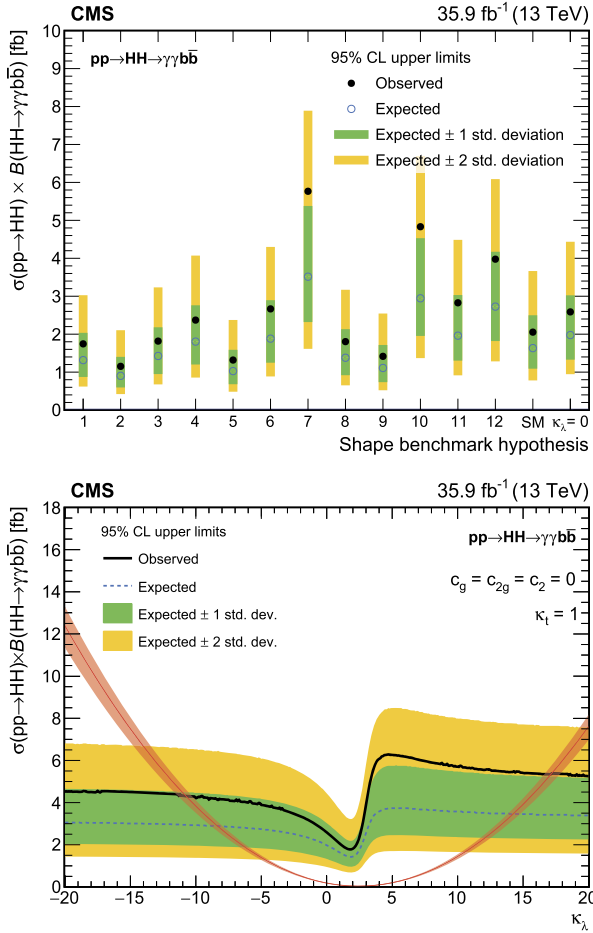 CMS 35.9 fb⁻¹ (13 TeV)
σ(pp→HH) × B(HH→γγbb̅) [fb]
10
9
8
7
6
5
4
3
2
1
0
pp→HH→γγbb̅
95% CL upper limits
Observed
Expected
Expected ± 1 std. deviation
Expected ± 2 std. deviation
1 2 3 4 5 6 7 8 9 10 11 12 SM κλ= 0
Shape benchmark hypothesis
CMS 35.9 fb⁻¹ (13 TeV)
σ(pp→HH)×B(HH→γγbb̅) [fb]
18
16
14
12
10
8
6
4
2
0
95% CL upper limits
Observed
Expected
Expected ± 1 std. dev.
Expected ± 2 std. dev.
pp→HH→γγbb̅
c_g = c_2g = c_2 = 0
κ_t = 1
−20 −15 −10 −5 0 5 10 15 20
κλ